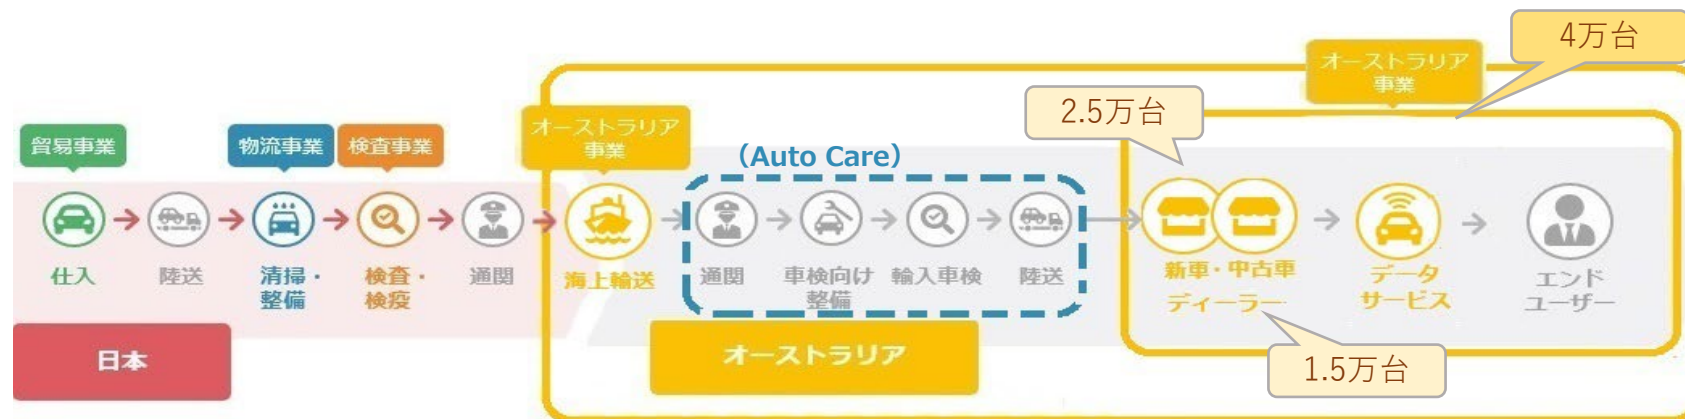 4万台
オーストラリア
事業
2.5万台
オーストラリア
事業
貿易事業
物流事業
検査事業
（Auto Care）
仕入
陸送
清掃・
整備
検査・
検疫
通関
海上輸送
通関
車検向け
整備
輸入車検
陸送
新車・中古車
ディーラー
データ
サービス
エンド
ユーザー
日本
オーストラリア
1.5万台